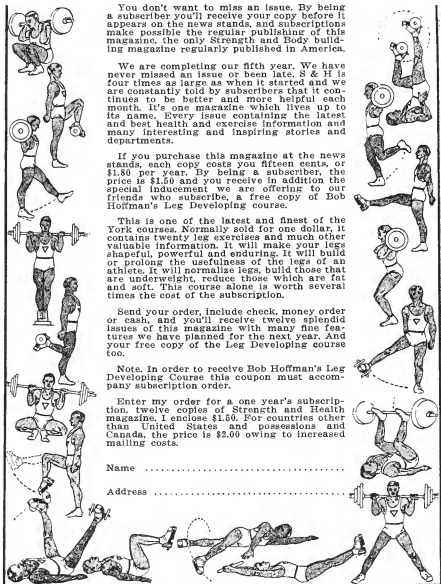 You don't want to miss an issue. By being
a subscriber you'll receive your copy before it
appears on the news stands, and subscriptions
make possible the regular publishing of this
magazine, the only Strength and Body build-
ing magazine regularly published in America.
We are completing our fifth year. We have
never missed an issue or been late. S & H is
four times as large as when it started and we
are constantly told by subscribers that it con-
tinues to be better and more helpful each
month. It's one magazine which lives up to
its name. Every issue containing the latest
and best health and exercise information and
many interesting and inspiring stories and
departments.
If you purchase this magazine at the news
stands, each copy costs you fifteen cents, or
$1.80 per year. By being a subscriber, the
price is $1.50 and you receive in addition the
special inducement we are offering to our
friends who subscribe, a free copy of Bob
Hoffman's Leg Developing course.
This is one of the latest and finest of the
York courses. Normally sold for one dollar, it
contains twenty leg exercises and much other
valuable information. It will make your legs
shapeful, powerful and enduring. It will build
or prolong the usefulness of the legs of an
athlete. It will normalize legs, build those that
are underweight, reduce those which are fat
and soft. This course alone is worth several
times the cost of the subscription.
Send your order, include check, money order
or cash, and you'll receive twelve splendid
issues of this magazine with many fine fea-
tures we have planned for the next year. And
your free copy of the Leg Developing course
too.
Note. In order to receive Bob Hoffman's Leg
Developing Course this coupon must accom-
pany subscription order.
Enter my order for a one year's subscrip-
tion, twelve copies of Strength and Health
magazine. I enclose $1.50. For countries other
than United States and possessions and
Canada, the price is $2.00 owing to increased
mailing costs.
Name ........................................
Address ........................................